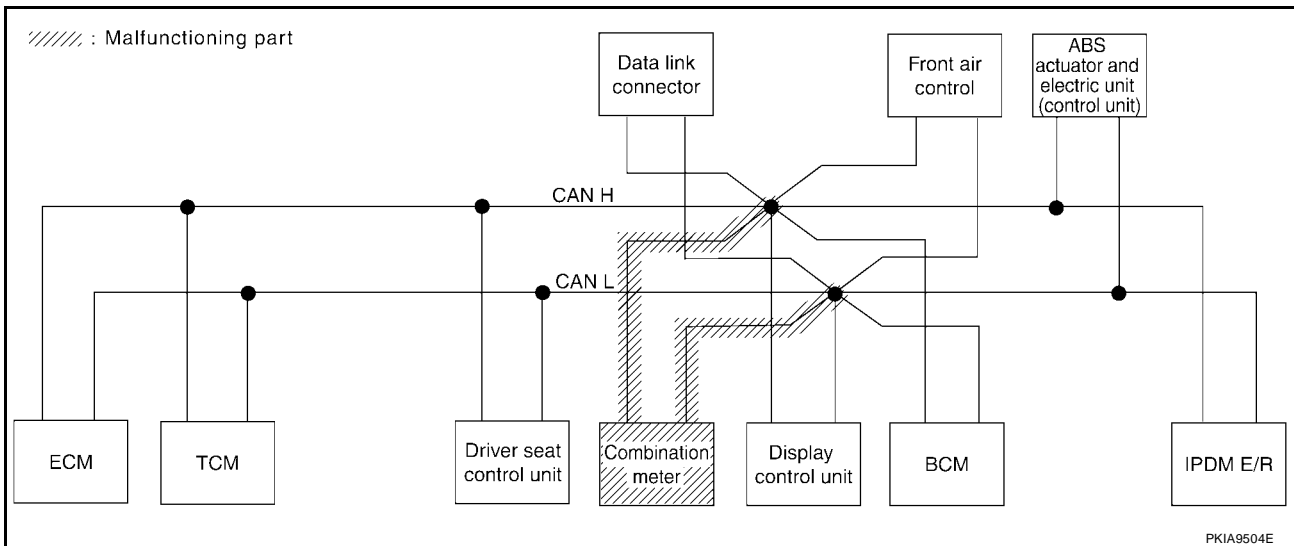 : Malfunctioning part
Data link
connector
Front air
control
ABS
actuator and
electric unit
(control unit)
CAN H
CAN L
ECM
TCM
Driver seat
control unit
Combination
meter
Display
control unit
BCM
IPDM E/R
PKIA9504E